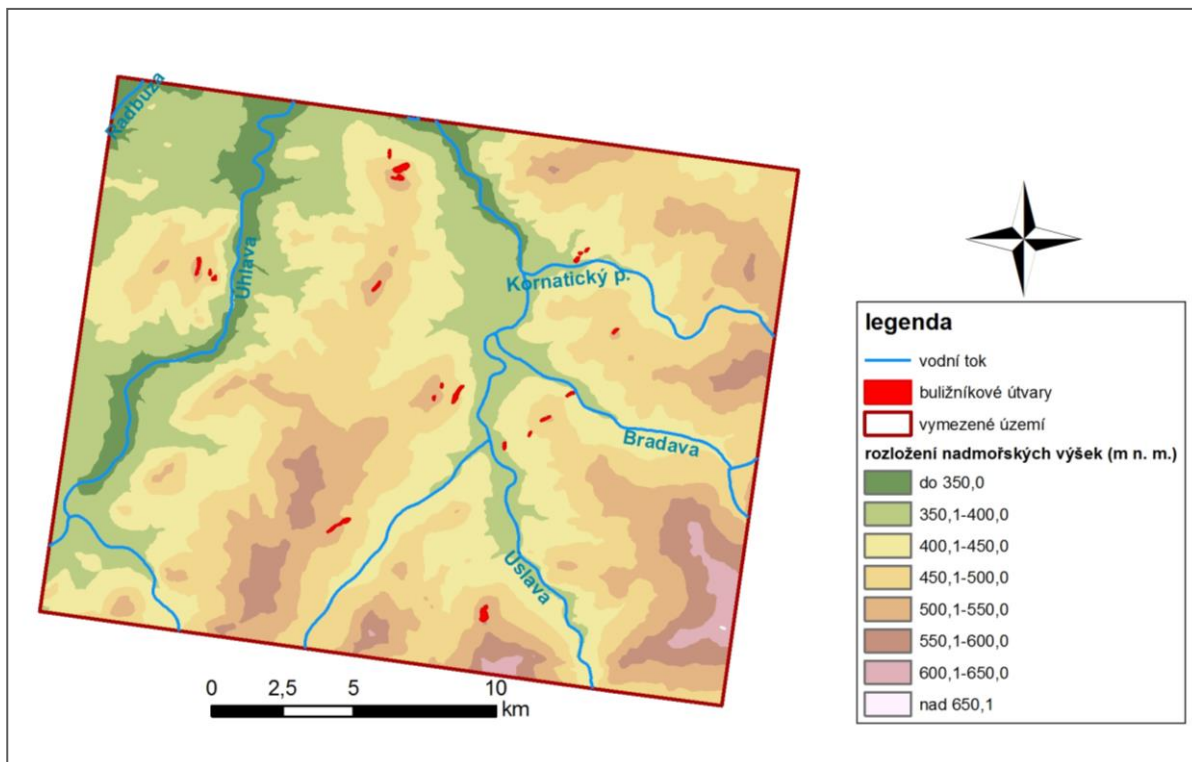 Radbuza
Úhlava
Kornatický p.
Bradava
Úslava
0 2,5 5 10
km
legenda
vodní tok
buližníkové útvary
vymezené území
rozložení nadmořských výšek (m n. m.)
do 350,0
350,1-400,0
400,1-450,0
450,1-500,0
500,1-550,0
550,1-600,0
600,1-650,0
nad 650,1